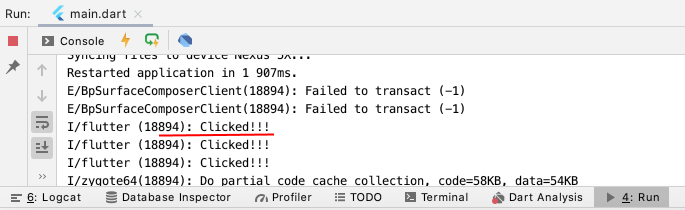 Run: main.dart
Console
Syncing files to device Nexus 5X...
Restarted application in 1 907ms.
E/BpSurfaceComposerClient(18894): Failed to transact (-1)
E/BpSurfaceComposerClient(18894): Failed to transact (-1)
I/flutter (18894): Clicked!!!
I/flutter (18894): Clicked!!!
I/flutter (18894): Clicked!!!
I/zygote64(18894): Do partial code cache collection, code=58KB, data=54KB
6: Logcat Database Inspector Profiler TODO Terminal Dart Analysis 4: Run